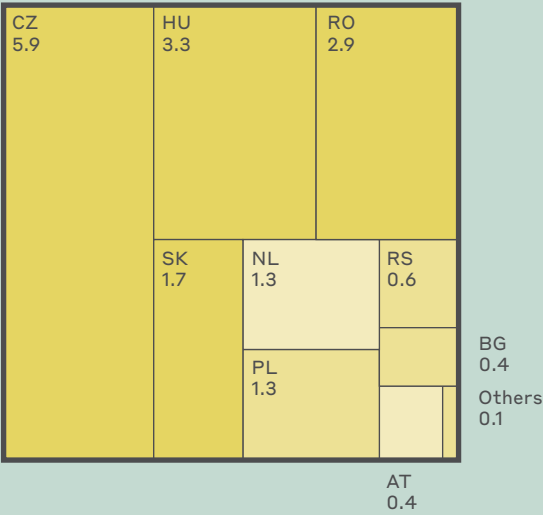 CZ
5.9
HU
3.3
RO
2.9
SK
1.7
NL
1.3
RS
0.6
PL
1.3
BG
0.4
Others
0.1
AT
0.4